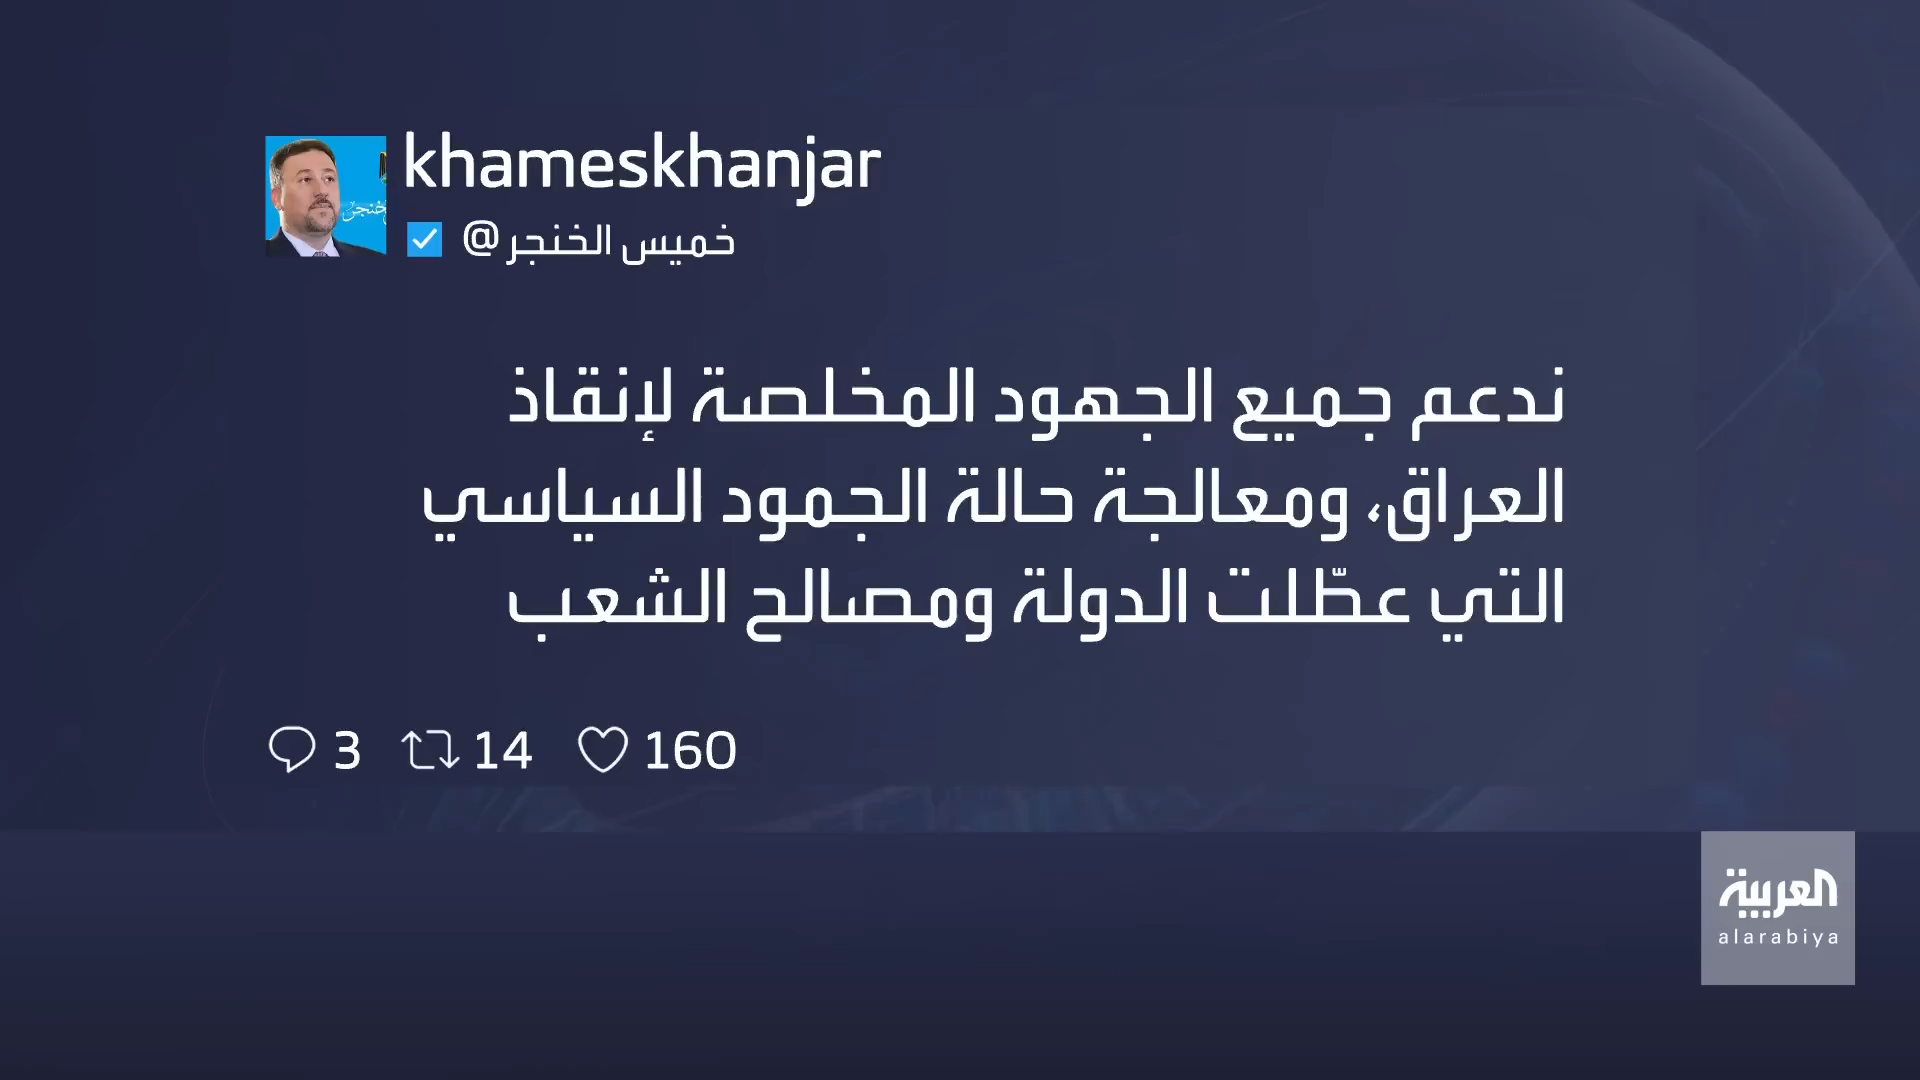 khameskhanjar
@خميس الخنجر
ندعم جميع الجهود المخلصة لإنقاذ
العراق، ومعالجة حالة الجمود السياسي
التي عطّلت الدولة ومصالح الشعب
3 14 160
العربية
alarabiya